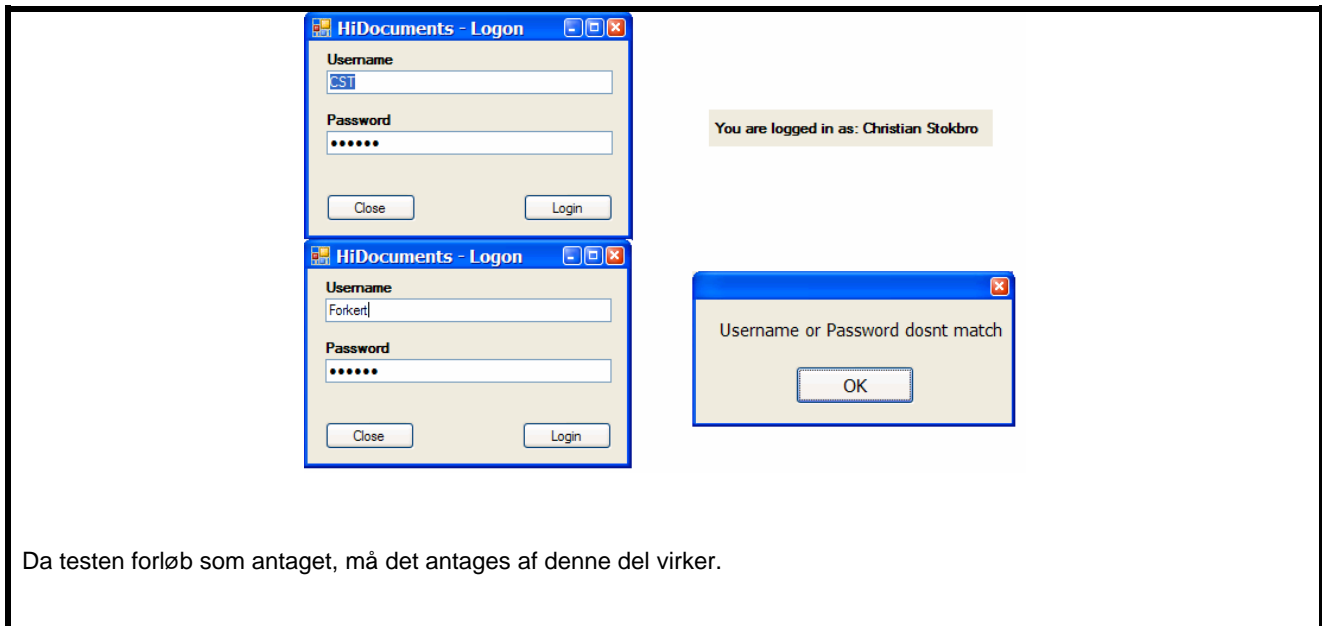 HiDocuments - Logon
Username
CST
Password
••••••
Close Login
You are logged in as: Christian Stokbro
HiDocuments - Logon
Username
Forkert
Password
••••••
Close Login
Username or Password dosnt match
OK
Da testen forløb som antaget, må det antages af denne del virker.